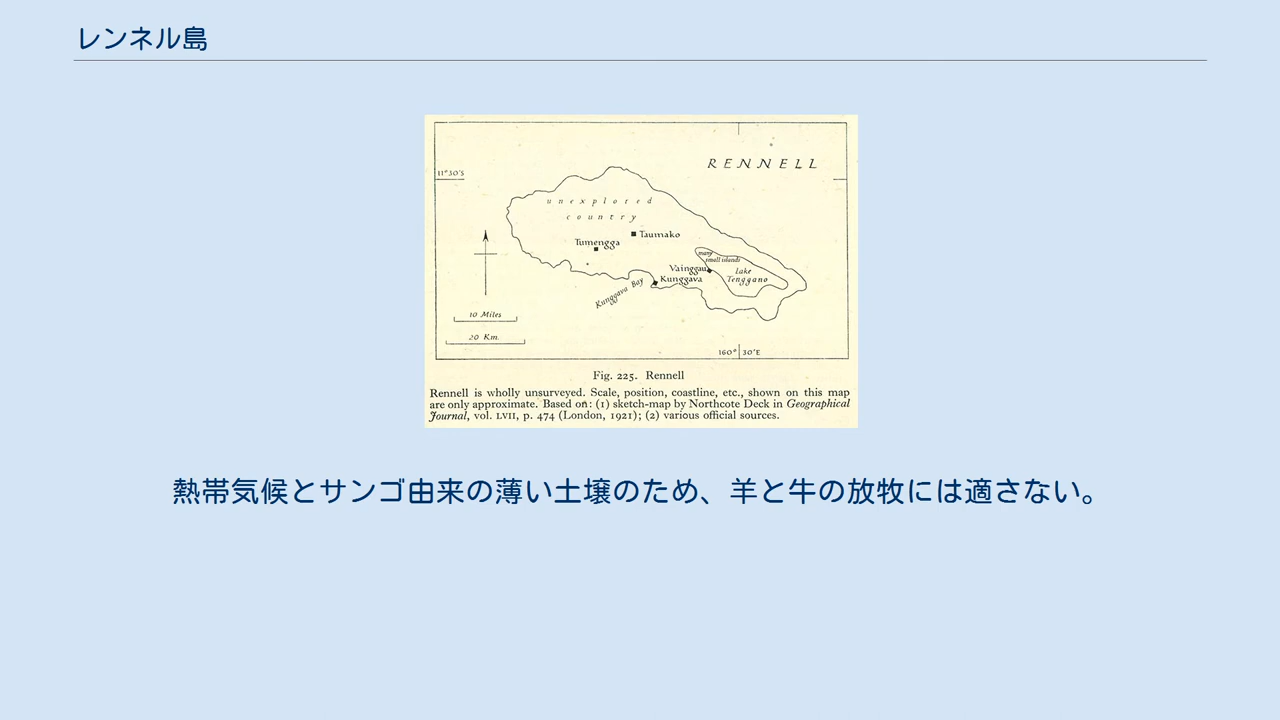 レンネル島
RENNELL
11°30'S
unexplored
country
Taumako
Tumengga
many
small islands
Vainggau
Lake
Tenggano
Kunggava
Kunggava Bay
10 Miles
20 Km.
160° 30'E
Fig. 225. Rennell
Rennell is wholly unsurveyed. Scale, position, coastline, etc., shown on this map
are only approximate. Based on: (1) sketch-map by Northcote Deck in Geographical
Journal, vol. LVII, p. 474 (London, 1921); (2) various official sources.
熱帯気候とサンゴ由来の薄い土壌のため、羊と牛の放牧には適さない。